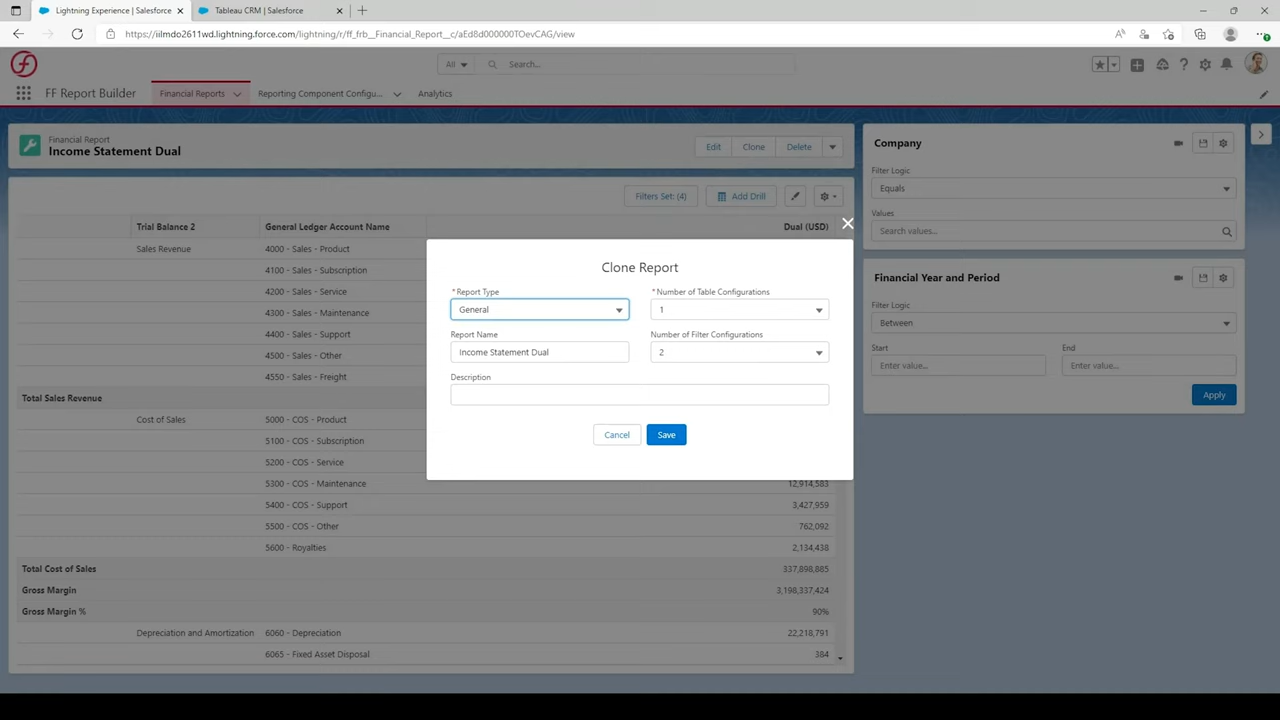 Lightning Experience | Salesforce
Tableau CRM | Salesforce
https://iilmdo2611wd.lightning.force.com/lightning/r/ff_frb__Financial_Report__c/aEd8d000000TOevCAG/view
All
Search...
FF Report Builder
Financial Reports
Reporting Component Configu...
Analytics
Financial Report
Income Statement Dual
Edit
Clone
Delete
Filters Set: (4)
Add Drill
Trial Balance 2
General Ledger Account Name
Dual (USD)
Sales Revenue
4000 - Sales - Product
4100 - Sales - Subscription
4200 - Sales - Service
4300 - Sales - Maintenance
4400 - Sales - Support
4500 - Sales - Other
4550 - Sales - Freight
Total Sales Revenue
Cost of Sales
5000 - COS - Product
5100 - COS - Subscription
5200 - COS - Service
5300 - COS - Maintenance
12,914,583
5400 - COS - Support
3,427,959
5500 - COS - Other
762,092
5600 - Royalties
2,134,438
Total Cost of Sales
337,898,885
Gross Margin
3,198,337,424
Gross Margin %
90%
Depreciation and Amortization
6060 - Depreciation
22,218,791
6065 - Fixed Asset Disposal
384
Clone Report
*Report Type
*Number of Table Configurations
General
1
Report Name
Number of Filter Configurations
Income Statement Dual
2
Description
Cancel
Save
Company
Filter Logic
Equals
Values
Search values...
Financial Year and Period
Filter Logic
Between
Start
End
Enter value...
Enter value...
Apply